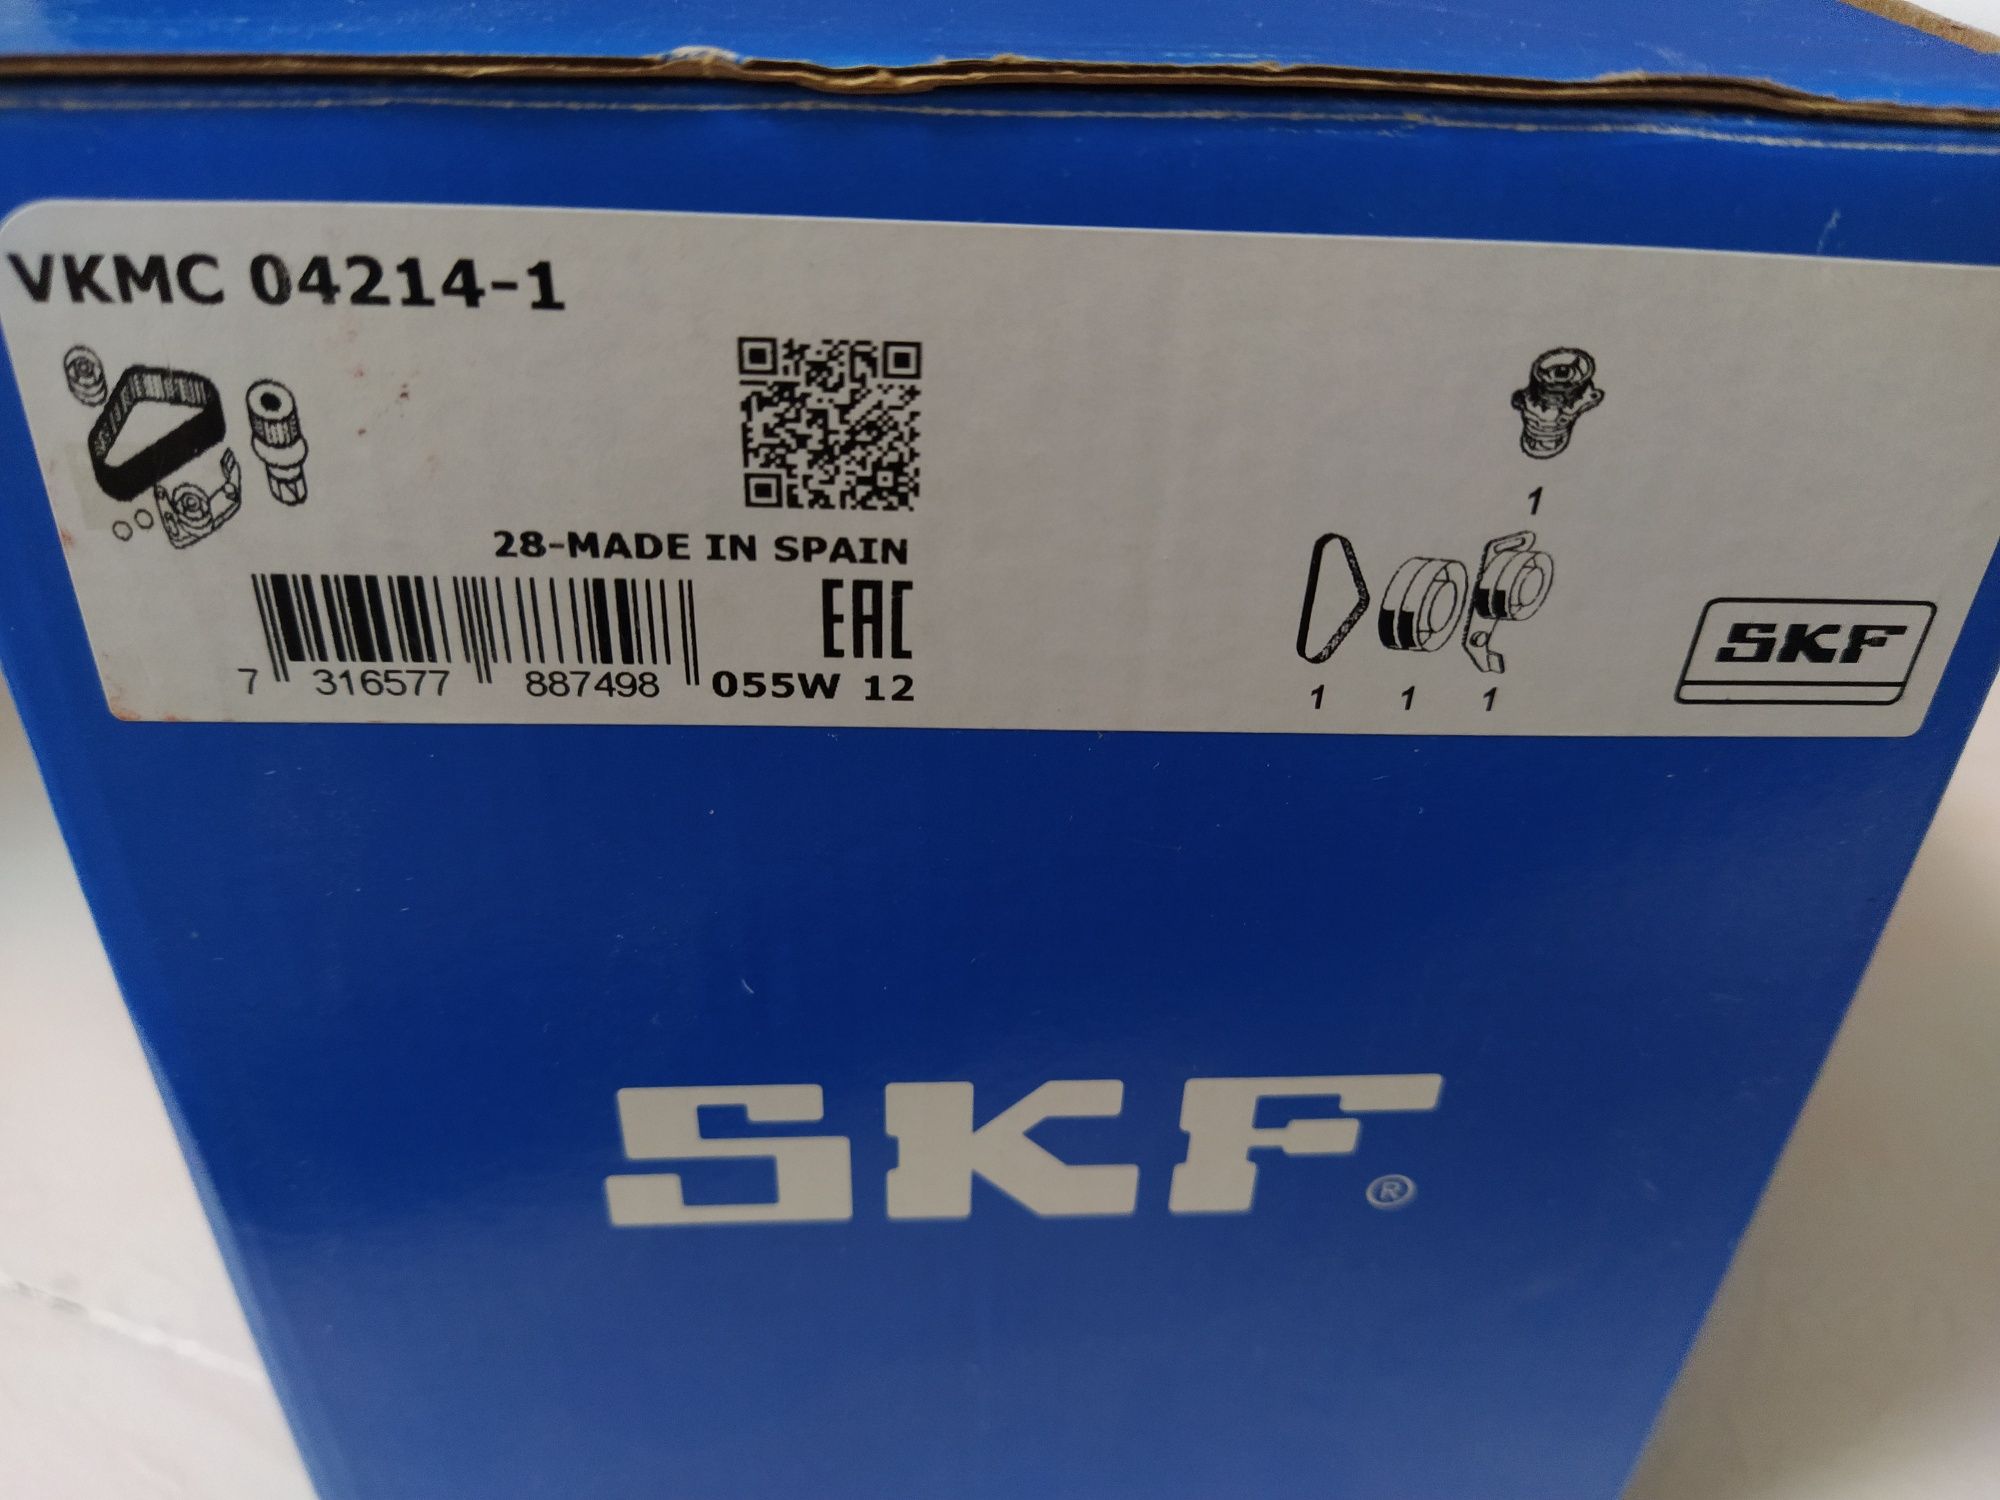 VKMC 04214-1
28-MADE IN SPAIN
EAC
7 316577 887498
055W 12
1
1 1 1
SKF
SKF®